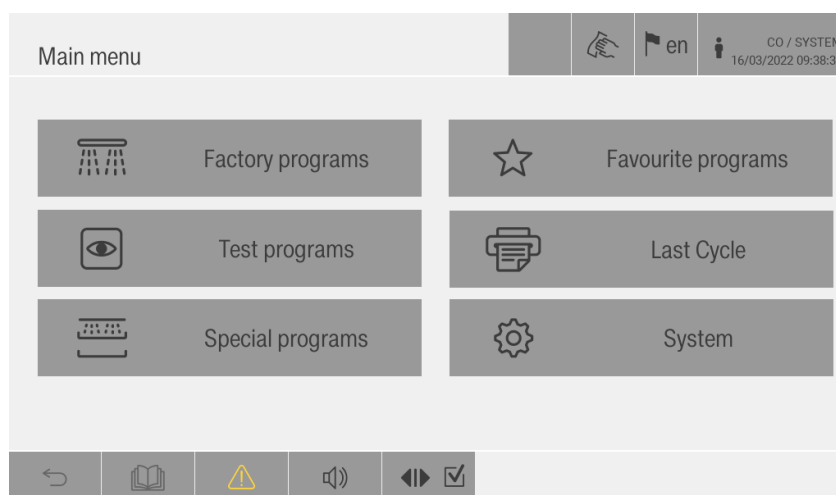 Main menu
en
CO / SYSTEM
16/03/2022 09:38:3
Factory programs
Favourite programs
Test programs
Last Cycle
Special programs
System